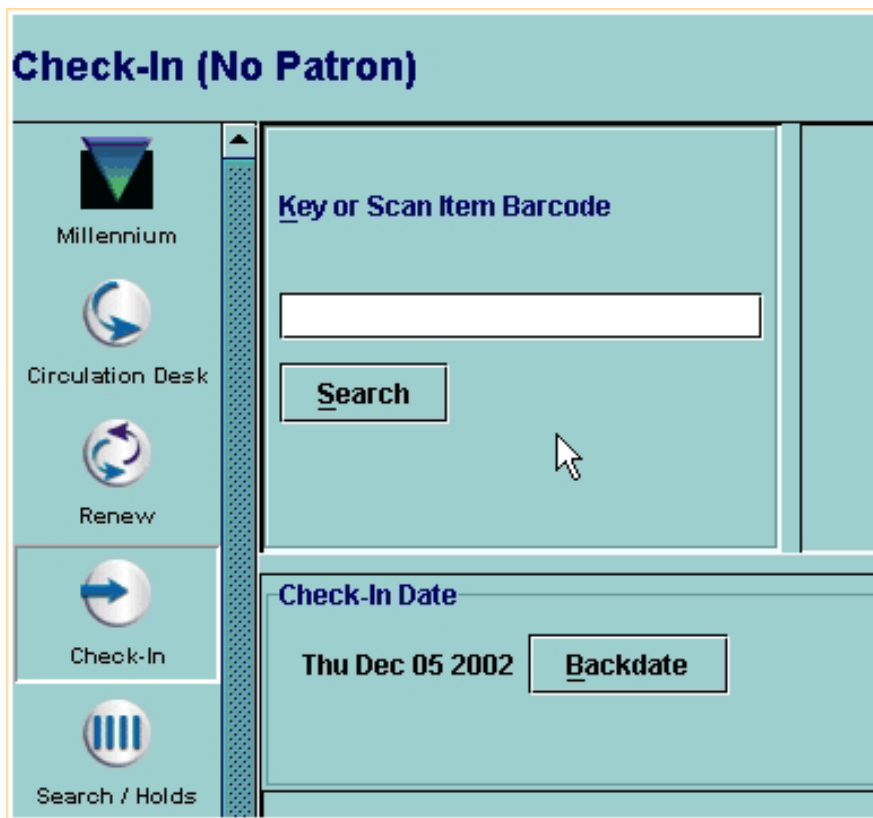 Check-In (No Patron)
Millennium
Circulation Desk
Renew
Check-In
Search / Holds
Key or Scan Item Barcode
Search
Check-In Date
Thu Dec 05 2002 Backdate